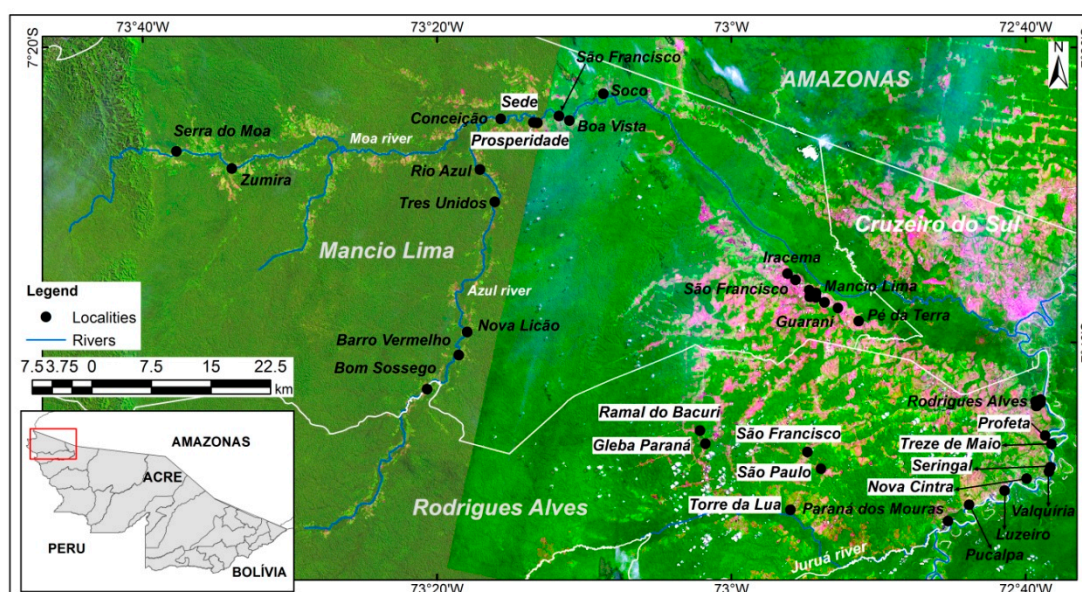 73°40'W
73°20'W
73°0'W
72°40'W
7°20'S
N
São Francisco
AMAZONAS
Sede
Soco
Conceição
Boa Vista
Serra do Moa
Moa river
Prosperidade
Zumira
Rio Azul
Tres Unidos
Cruzeiro do Sul
Mancio Lima
Iracema
São Francisco
Mancio Lima
Azul river
Guarani
Pé da Terra
Legend
Localities
Rivers
Nova Licão
Barro Vermelho
Bom Sossego
7.5 3.75 0 7.5 15 22.5
km
Rodrigues Alves
Ramal do Bacuri
Profeta
Gleba Paraná
São Francisco
Treze de Maio
São Paulo
Seringal
Nova Cintra
Rodrigues Alves
Torre da Lua
Paraná dos Mouras
Valquíria
Luzeiro
Pucalpa
Juruá river
AMAZONAS
ACRE
PERU
BOLÍVIA
73°20'W
73°0'W
72°40'W